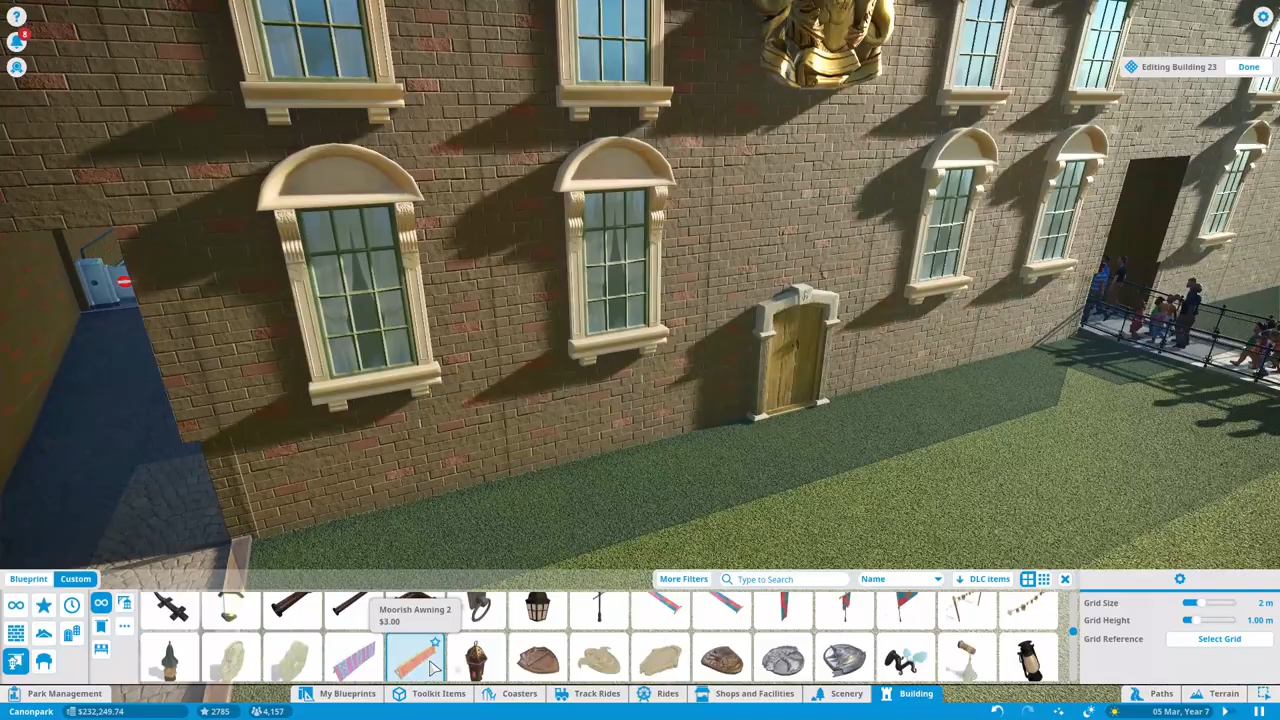 ?
8
Editing Building 23
Done
Blueprint
Custom
More Filters
Type to Search
Name
DLC items
Moorish Awning 2
$3.00
Grid Size
2 m
Grid Height
1.00 m
Grid Reference
Select Grid
Park Management
My Blueprints
Toolkit Items
Coasters
Track Rides
Rides
Shops and Facilities
Scenery
Building
Paths
Terrain
Canonpark
$232,249.74
2785
4,157
05 Mar, Year 7